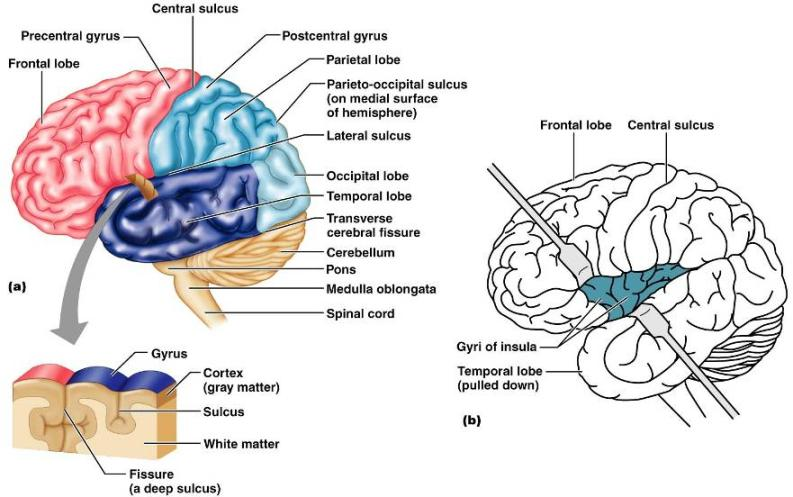 Central sulcus
Precentral gyrus
Postcentral gyrus
Frontal lobe
Parietal lobe
Parieto-occipital sulcus
(on medial surface
of hemisphere)
Lateral sulcus
Occipital lobe
Temporal lobe
Transverse
cerebral fissure
Cerebellum
Pons
Medulla oblongata
Spinal cord
(a)
Gyrus
Cortex
(gray matter)
Sulcus
White matter
Fissure
(a deep sulcus)
Frontal lobe
Central sulcus
Gyri of insula
Temporal lobe
(pulled down)
(b)